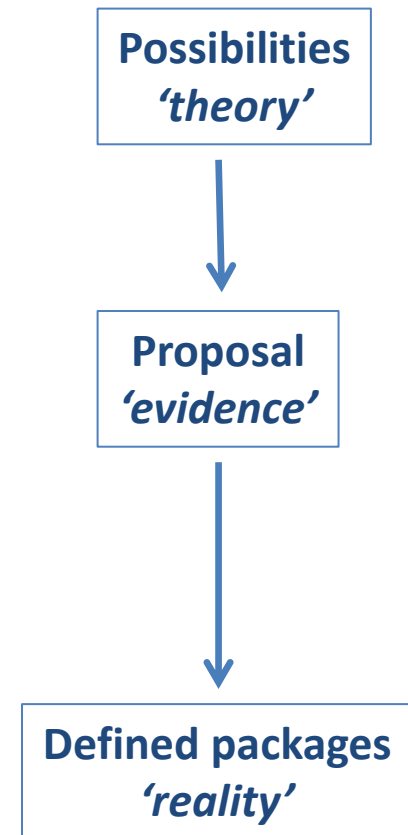 Possibilities
‘theory’
Proposal
‘evidence’
Defined packages
‘reality’